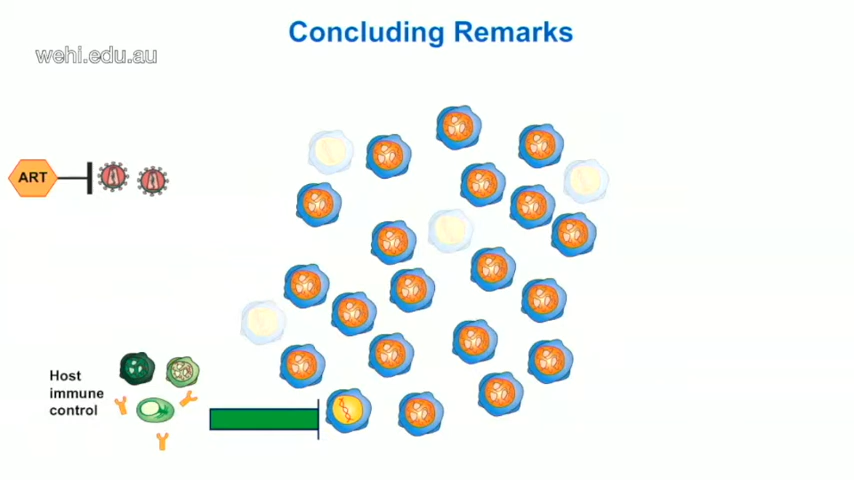 Concluding Remarks
wehi.edu.au
ART
Host
immune
control